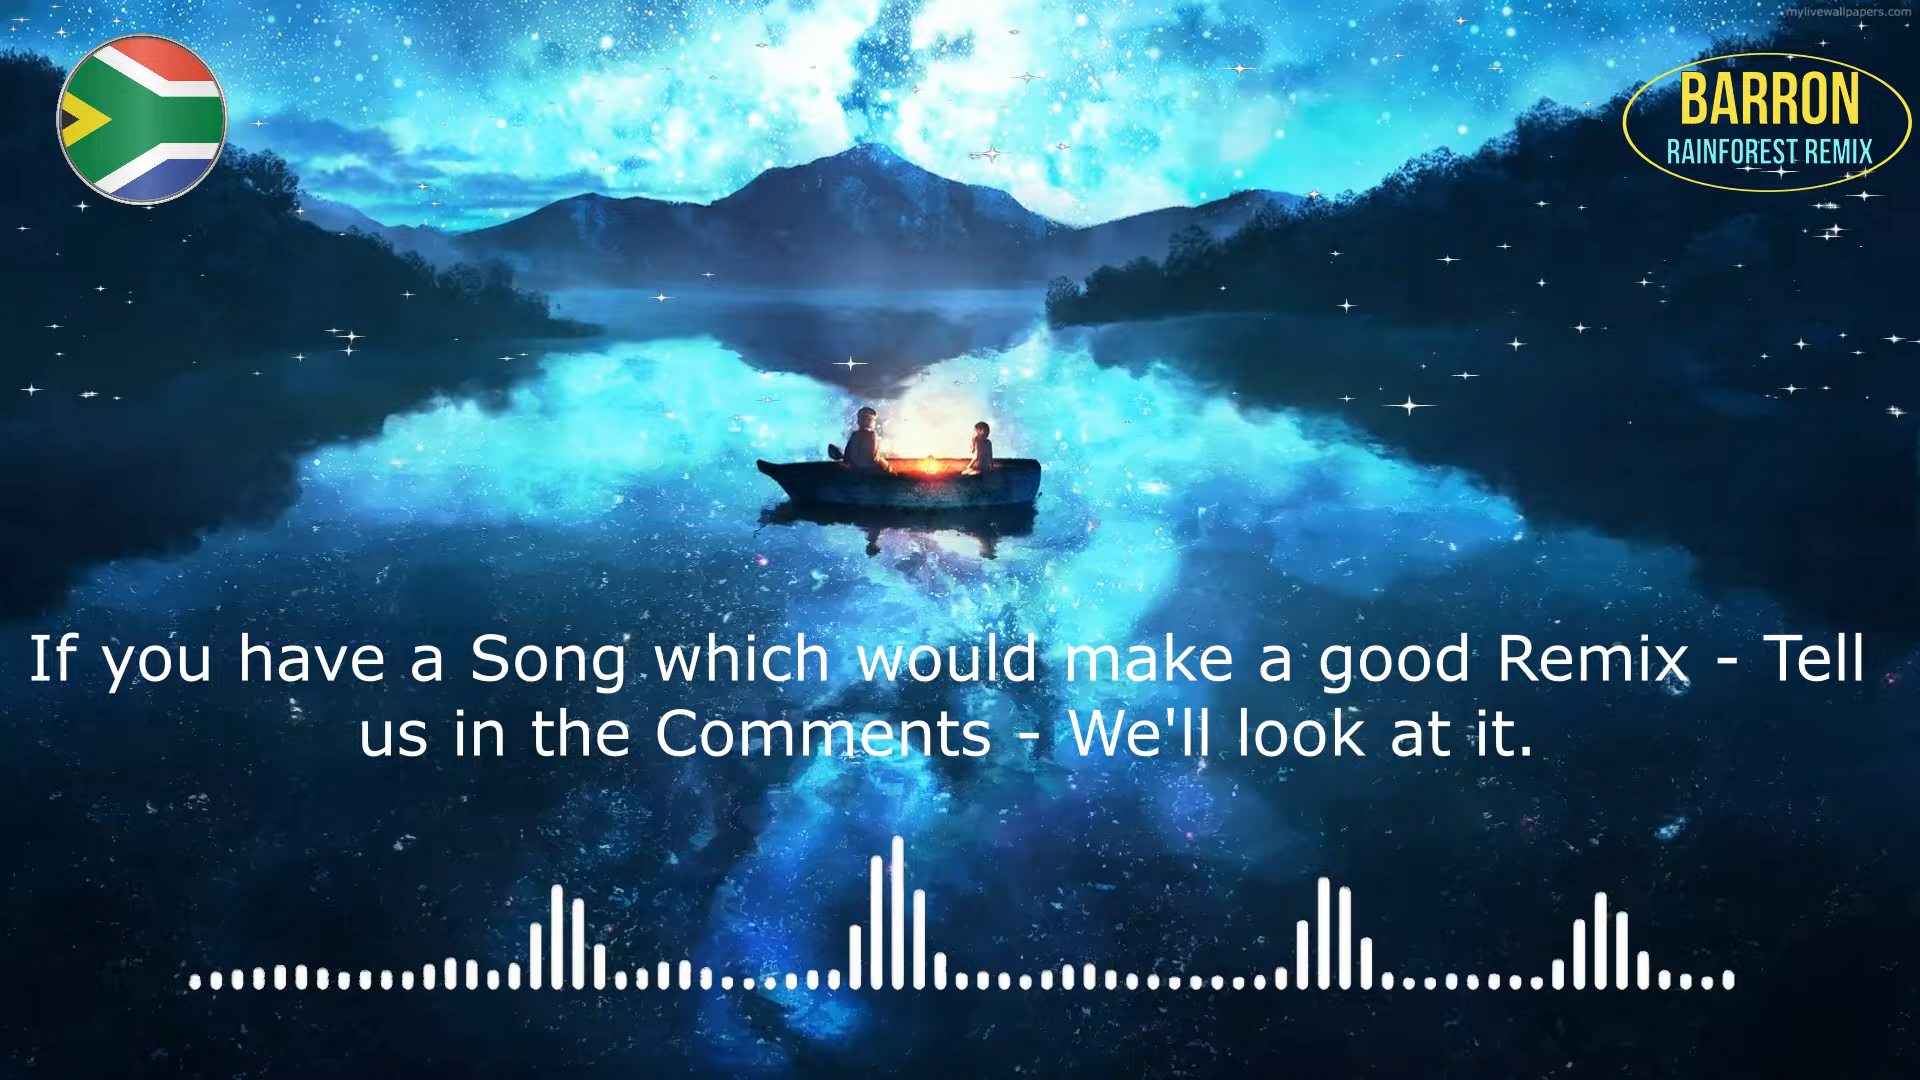 mylivewallpapers.com
BARRON
RAINFOREST REMIX
If you have a Song which would make a good Remix - Tell
us in the Comments - We'll look at it.